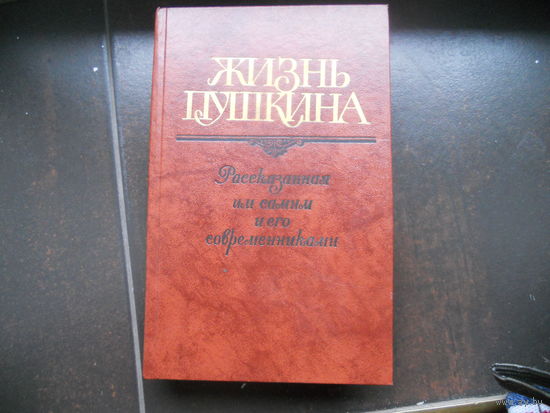 ЖИЗНЬ
ПУШКИНА
Рассказанная
им самим
и его
современниками